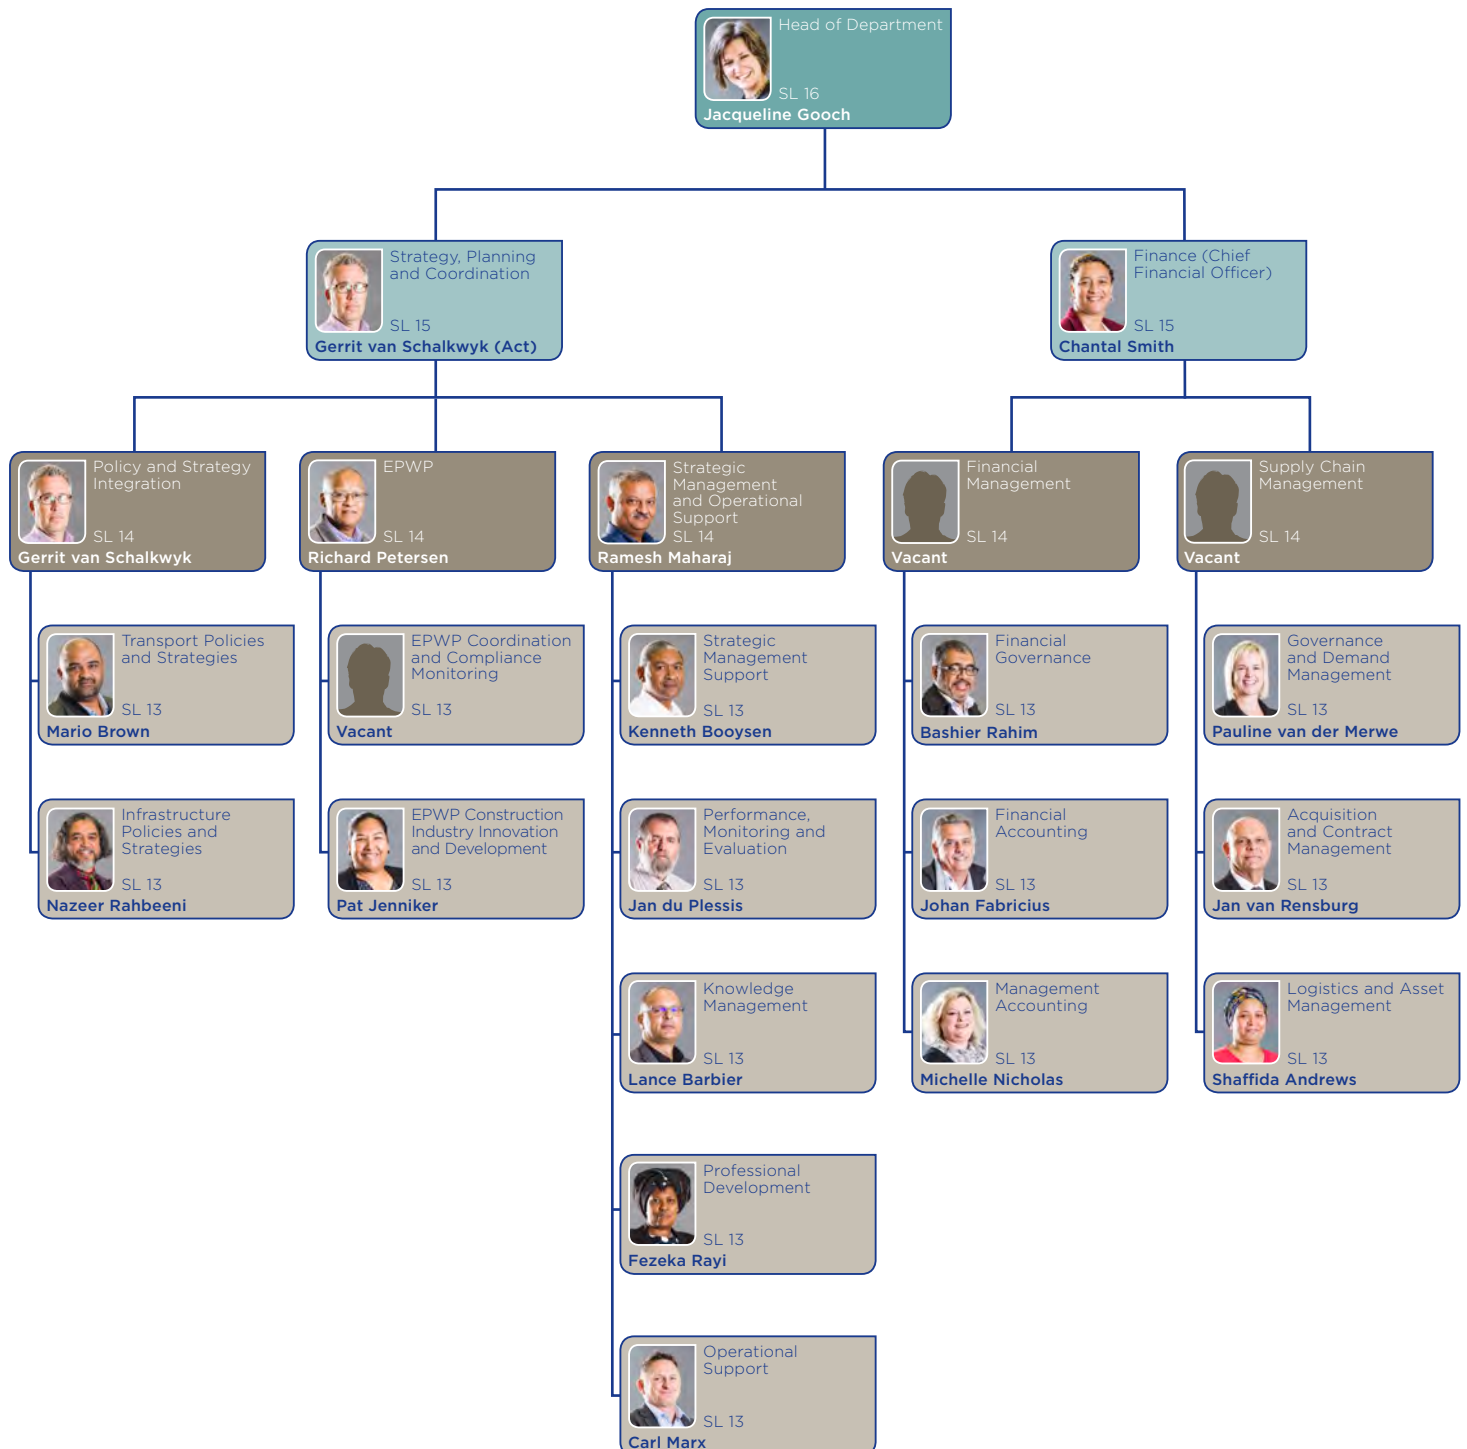 Head of Department
SL 16
Jacqueline Gooch
Strategy, Planning
and Coordination
SL 15
Gerrit van Schalkwyk (Act)
Finance (Chief
Financial Officer)
SL 15
Chantal Smith
Policy and Strategy
Integration
SL 14
Gerrit van Schalkwyk
EPWP
SL 14
Richard Petersen
Strategic
Management
and Operational
Support
SL 14
Ramesh Maharaj
Financial
Management
SL 14
Vacant
Supply Chain
Management
SL 14
Vacant
Transport Policies
and Strategies
SL 13
Mario Brown
EPWP Coordination
and Compliance
Monitoring
SL 13
Vacant
Strategic
Management
Support
SL 13
Kenneth Booysen
Financial
Governance
SL 13
Bashier Rahim
Governance
and Demand
Management
SL 13
Pauline van der Merwe
Infrastructure
Policies and
Strategies
SL 13
Nazeer Rahbeeni
EPWP Construction
Industry Innovation
and Development
SL 13
Pat Jenniker
Performance,
Monitoring and
Evaluation
SL 13
Jan du Plessis
Financial
Accounting
SL 13
Johan Fabricius
Acquisition
and Contract
Management
SL 13
Jan van Rensburg
Knowledge
Management
SL 13
Lance Barbier
Management
Accounting
SL 13
Michelle Nicholas
Logistics and Asset
Management
SL 13
Shaffida Andrews
Professional
Development
SL 13
Fezeka Rayi
Operational
Support
SL 13
Carl Marx